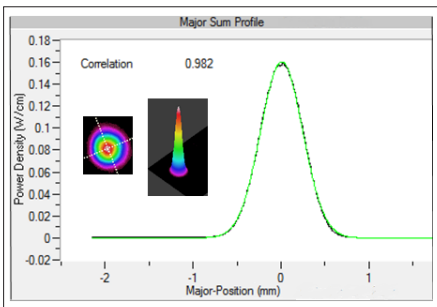 Major Sum Profile
0.18
0.16
0.14
0.12
0.1
0.08
0.06
0.04
0.02
0
-0.02
Power Density (W/cm)
Correlation 0.982
-2 -1 0 1
Major-Position (mm)